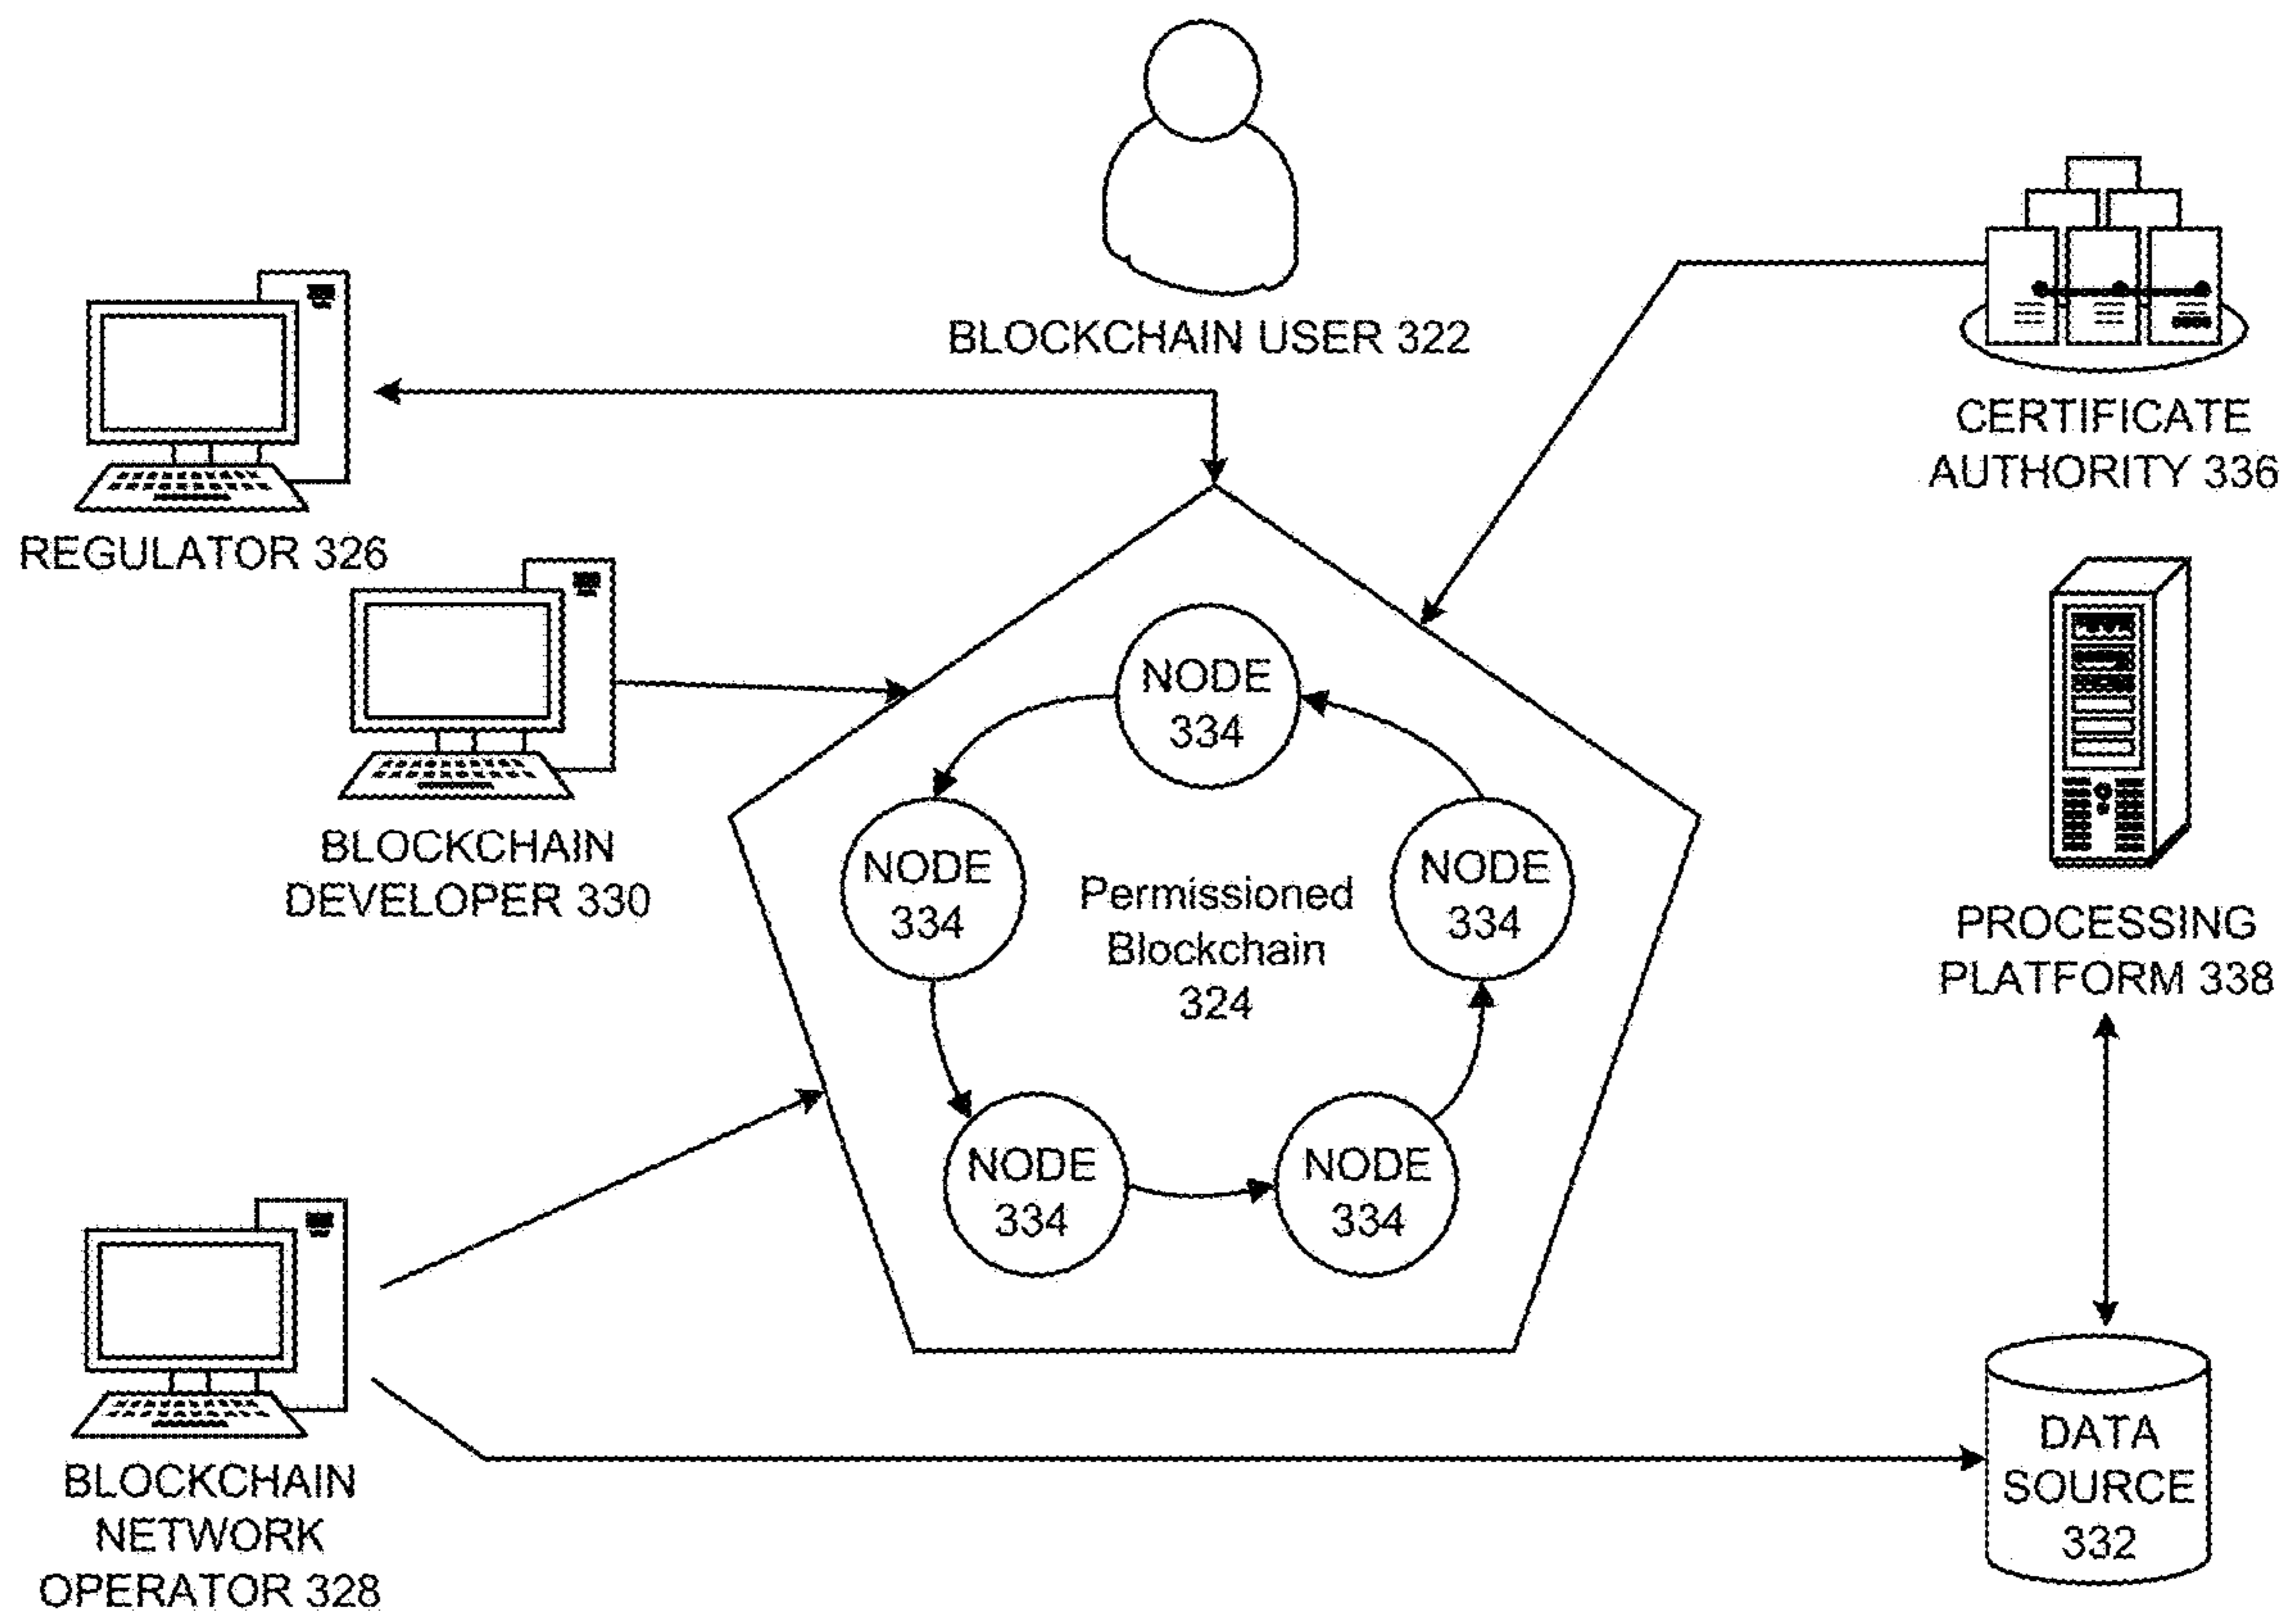 BLOCKCHAIN USER 322
CERTIFICATE
AUTHORITY 336
REGULATOR 326
BLOCKCHAIN
DEVELOPER 330
NODE
334
NODE
334
Permissioned
Blockchain
324
NODE
334
PROCESSING
PLATFORM 338
NODE
334
NODE
334
BLOCKCHAIN
NETWORK
OPERATOR 328
DATA
SOURCE
332